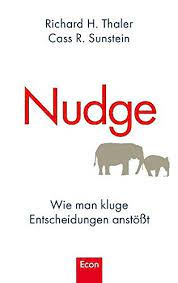 Richard H. Thaler
Cass R. Sunstein
Nudge
Wie man kluge
Entscheidungen anstößt
Econ